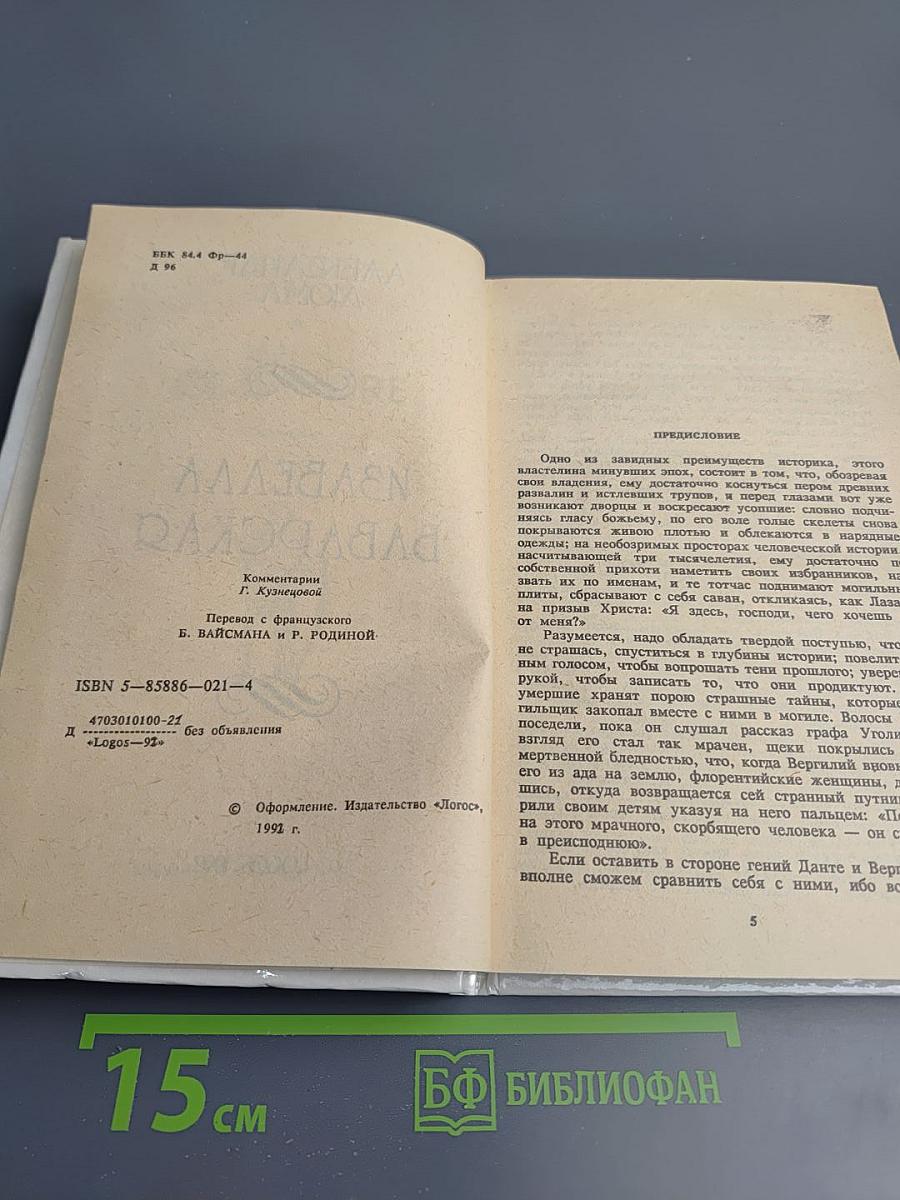 ББК 84.4 Фр—44
Д 96
Комментарии
Г. Кузнецовой
Перевод с французского
Б. ВАЙСМАНА и Р. РОДИНОЙ
ISBN 5—85886—021—4
Д 4703010100-21 без объявления
«Logos—92»
© Оформление. Издательство «Логос»,
1992 г.
ПРЕДИСЛОВИЕ
Одно из завидных преимуществ историка, этого
властелина минувших эпох, состоит в том, что, обозревая
свои владения, ему достаточно коснуться пером древних
развалин и истлевших трупов, и перед глазами вот уже
возникают дворцы и воскресают усопшие: словно подчи-
няясь гласу божьему, по его воле голые скелеты снова
покрываются живою плотью и облекаются в нарядные
одежды; на необозримых просторах человеческой истории,
насчитывающей три тысячелетия, ему достаточно по
собственной прихоти наметить своих избранников, на
звать их по именам, и те тотчас поднимают могильны
плиты, сбрасывают с себя саван, откликаясь, как Лаза
на призыв Христа: «Я здесь, господи, чего хочешь
от меня?»
Разумеется, надо обладать твердой поступью, что
не страшась, спуститься в глубины истории; повелит
ным голосом, чтобы вопрошать тени прошлого; увере
рукой, чтобы записать то, что они продиктуют.
умершие хранят порою страшные тайны, которые
гильщик закопал вместе с ними в могиле. Волосы
поседели, пока он слушал рассказ графа Уголи
взгляд его стал так мрачен, щеки покрылись
мертвенной бледностью, что, когда Вергилий вновь
его из ада на землю, флорентийские женщины, д
шись, откуда возвращается сей странный путни
рили своим детям указуя на него пальцем: «По
на этого мрачного, скорбящего человека — он с
в преисподнюю».
Если оставить в стороне гений Данте и Верг
вполне сможем сравнить себя с ними, ибо во
5
15 см
БФ БИБЛИОФАН